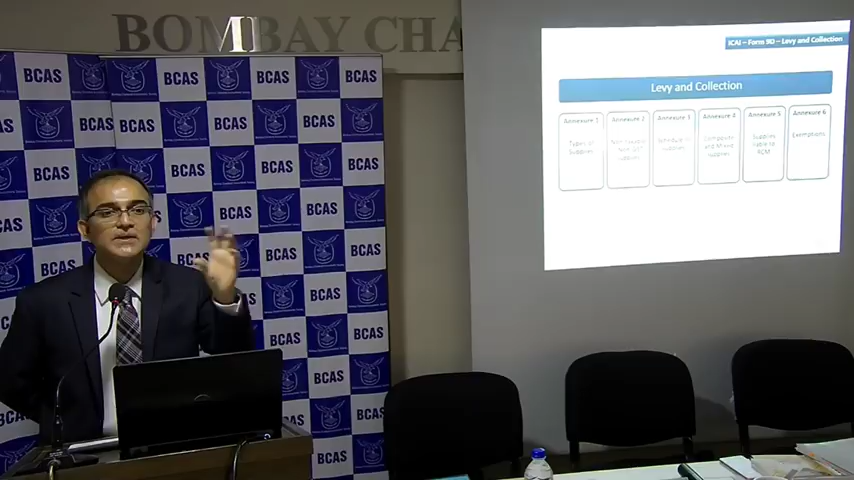 BOMBAY CHA
BCAS
ICAI – Form 9D – Levy and Collection
Levy and Collection
Annexure 1
Types of
Supplies
Annexure 2
Annexure 3
Annexure 4
Composite
and Mixed
supplies
Annexure 5
Supplies
liable to
RCM
Annexure 6
Exemptions